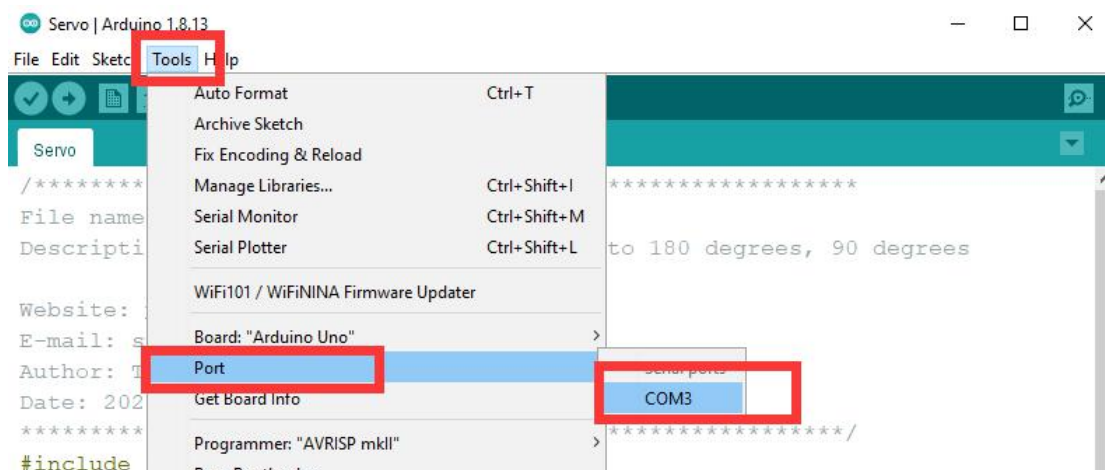 Servo | Arduino 1.8.13
File Edit Sketc Tools H lp
Auto Format Ctrl+T
Archive Sketch
Servo
Fix Encoding & Reload
/******** Manage Libraries... Ctrl+Shift+I ******************
File name Serial Monitor Ctrl+Shift+M
Descripti Serial Plotter Ctrl+Shift+L to 180 degrees, 90 degrees
WiFi101 / WiFiNINA Firmware Updater
Website:
E-mail: s Board: "Arduino Uno"
Author: T Port
Date: 202 Get Board Info COM3
********* Programmer: "AVRISP mkII" *****************/
#include